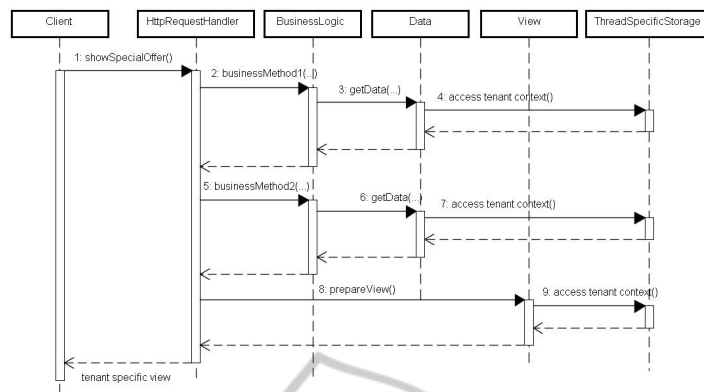 Client
HttpRequestHandler
BusinessLogic
Data
View
ThreadSpecificStorage
1: showSpecialOffer()
2: businessMethod1(...)
3: getData(...)
4: access tenant context()
5: businessMethod2(...)
6: getData(...)
7: access tenant context()
8: prepareView()
9: access tenant context()
tenant specific view